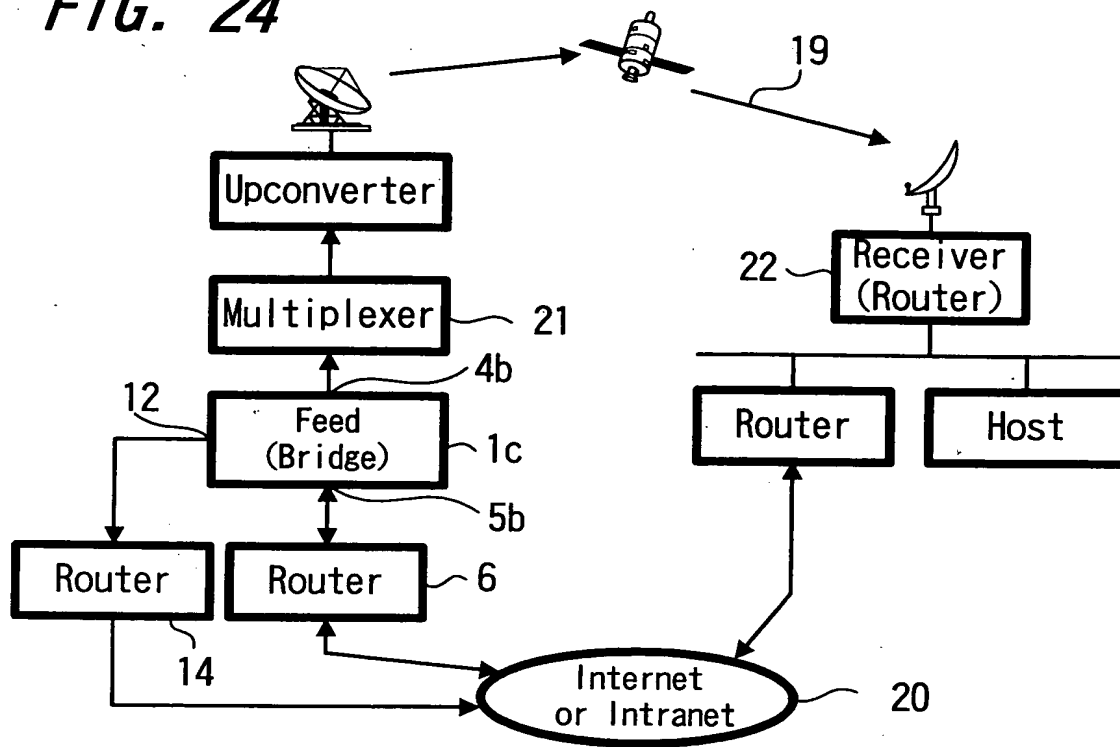 FIG. 24
19
Upconverter
Receiver
(Router)
22
Multiplexer
21
4b
12
Feed
(Bridge)
1c
Router
Host
5b
Router
Router
6
14
Internet
or Intranet
20